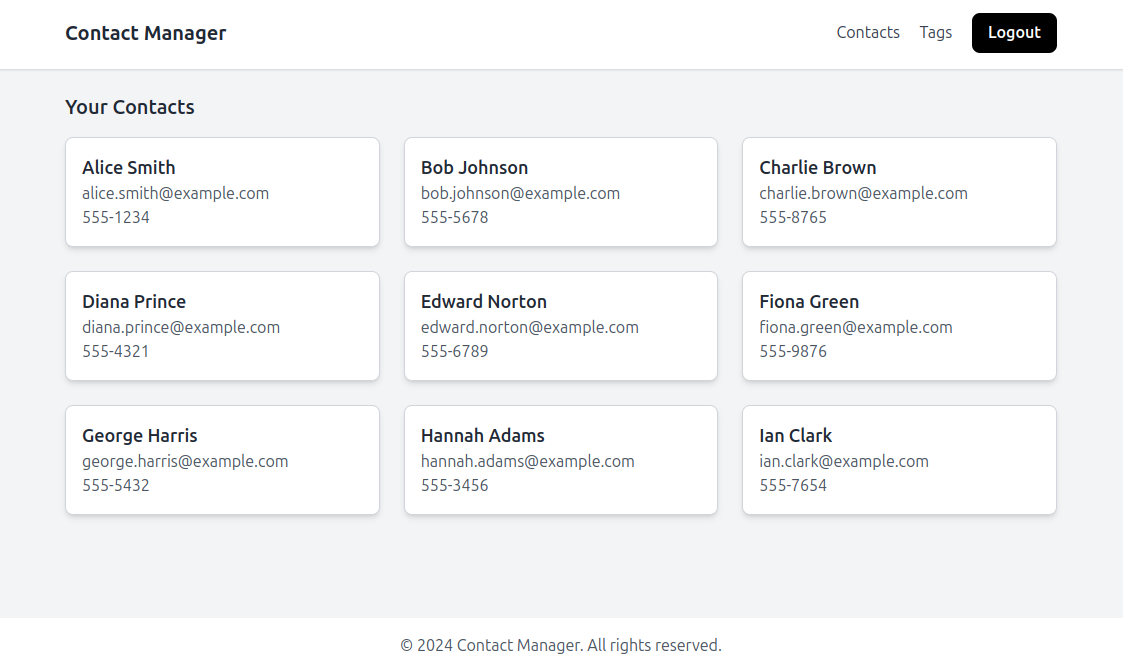 Contact Manager
Contacts
Tags
Logout
Your Contacts
Alice Smith
alice.smith@example.com
555-1234
Bob Johnson
bob.johnson@example.com
555-5678
Charlie Brown
charlie.brown@example.com
555-8765
Diana Prince
diana.prince@example.com
555-4321
Edward Norton
edward.norton@example.com
555-6789
Fiona Green
fiona.green@example.com
555-9876
George Harris
george.harris@example.com
555-5432
Hannah Adams
hannah.adams@example.com
555-3456
Ian Clark
ian.clark@example.com
555-7654
© 2024 Contact Manager. All rights reserved.